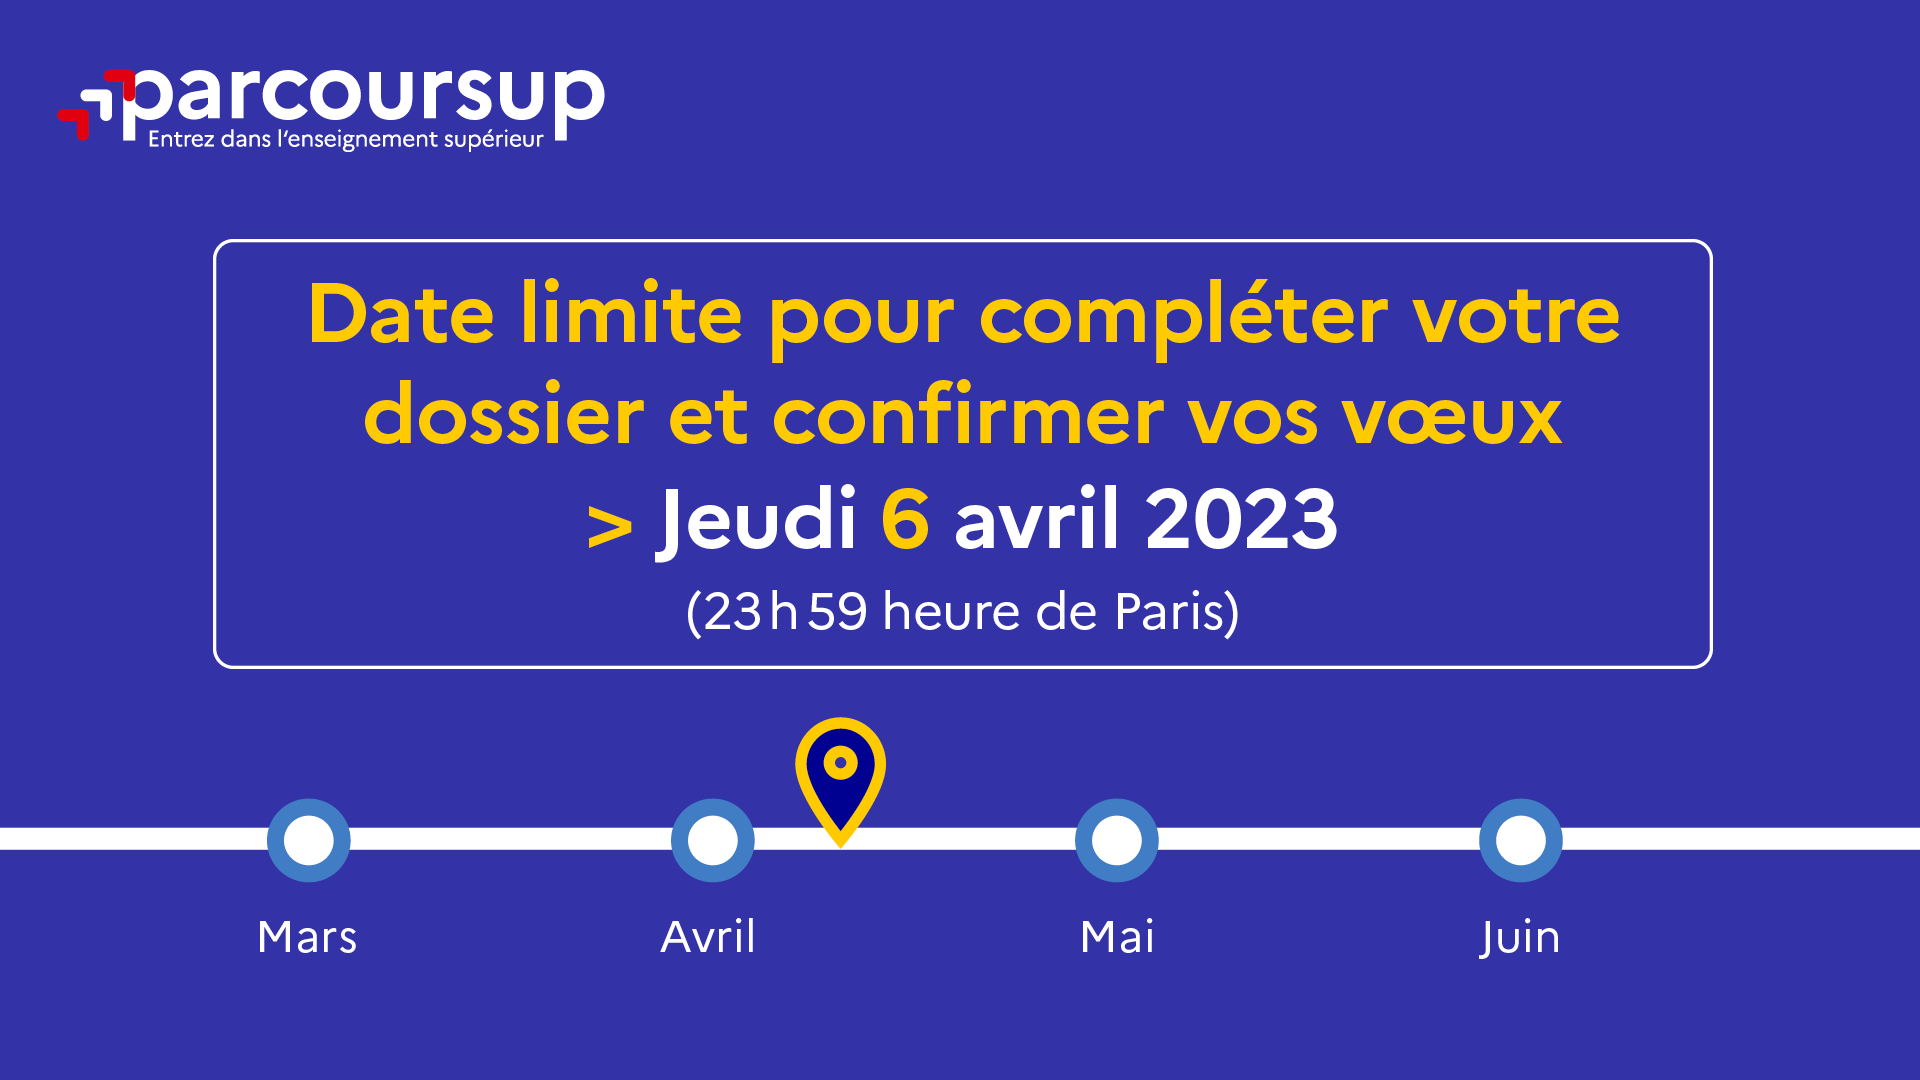 parcoursup
Entrez dans l'enseignement supérieur
Date limite pour compléter votre
dossier et confirmer vos vœux
> Jeudi 6 avril 2023
(23 h 59 heure de Paris)
Mars
Avril
Mai
Juin